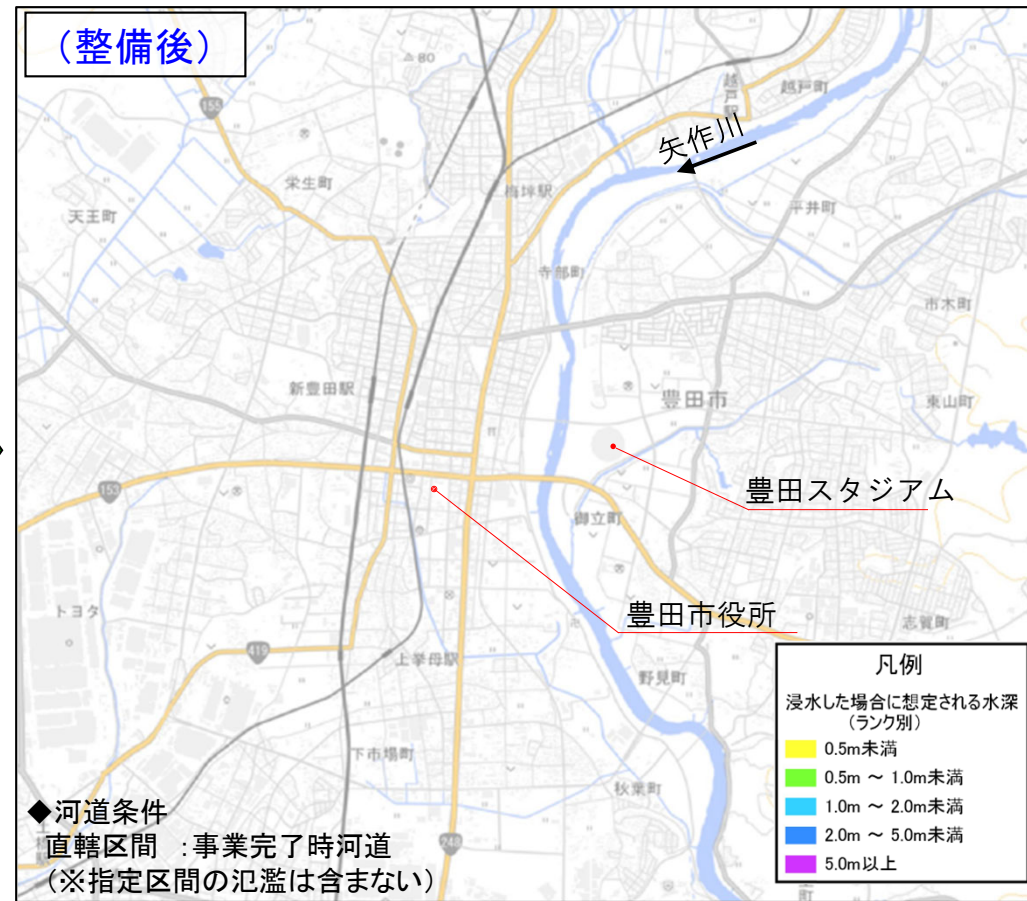 (整備後)
80
越戸駅
越戸町
155
矢作川
栄生町
梅坪駅
天王町
平井町
寺部町
市木町
新豊田駅
豊田市
東山町
153
豊田スタジアム
御立町
トヨタ
豊田市役所
志賀町
419
上挙母駅
野見町
下市場町
秋葉町
248
凡例
浸水した場合に想定される水深
(ランク別)
0.5m未満
0.5m ~ 1.0m未満
1.0m ~ 2.0m未満
2.0m ~ 5.0m未満
5.0m以上
◆河道条件
直轄区間 :事業完了時河道
(※指定区間の氾濫は含まない)